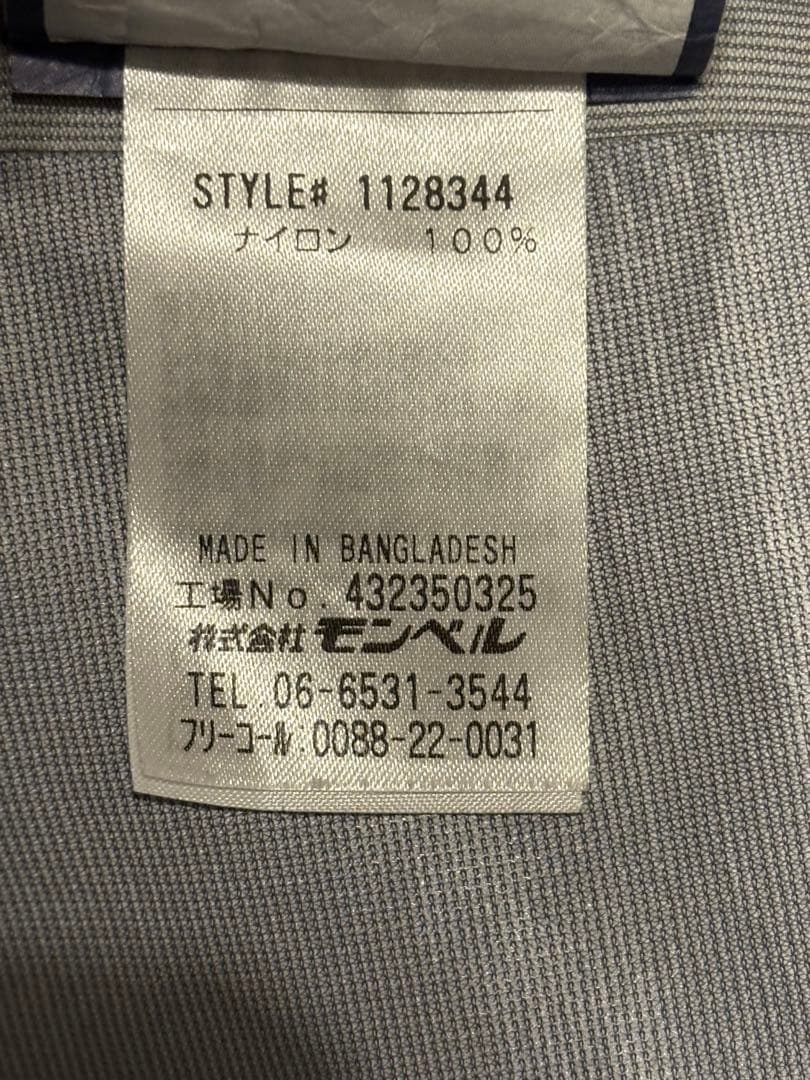 STYLE# 1128344
ナイロン 100%
MADE IN BANGLADESH
工場No. 432350325
株式会社モンベル
TEL 06-6531-3544
フリーコール:0088-22-0031